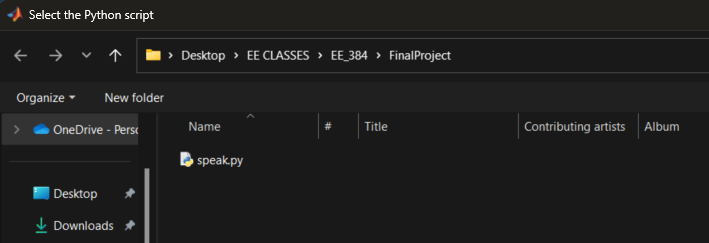 Select the Python script
Desktop > EE CLASSES > EE_384 > FinalProject
Organize New folder
OneDrive - Perso
Name # Title Contributing artists Album
speak.py
Desktop
Downloads